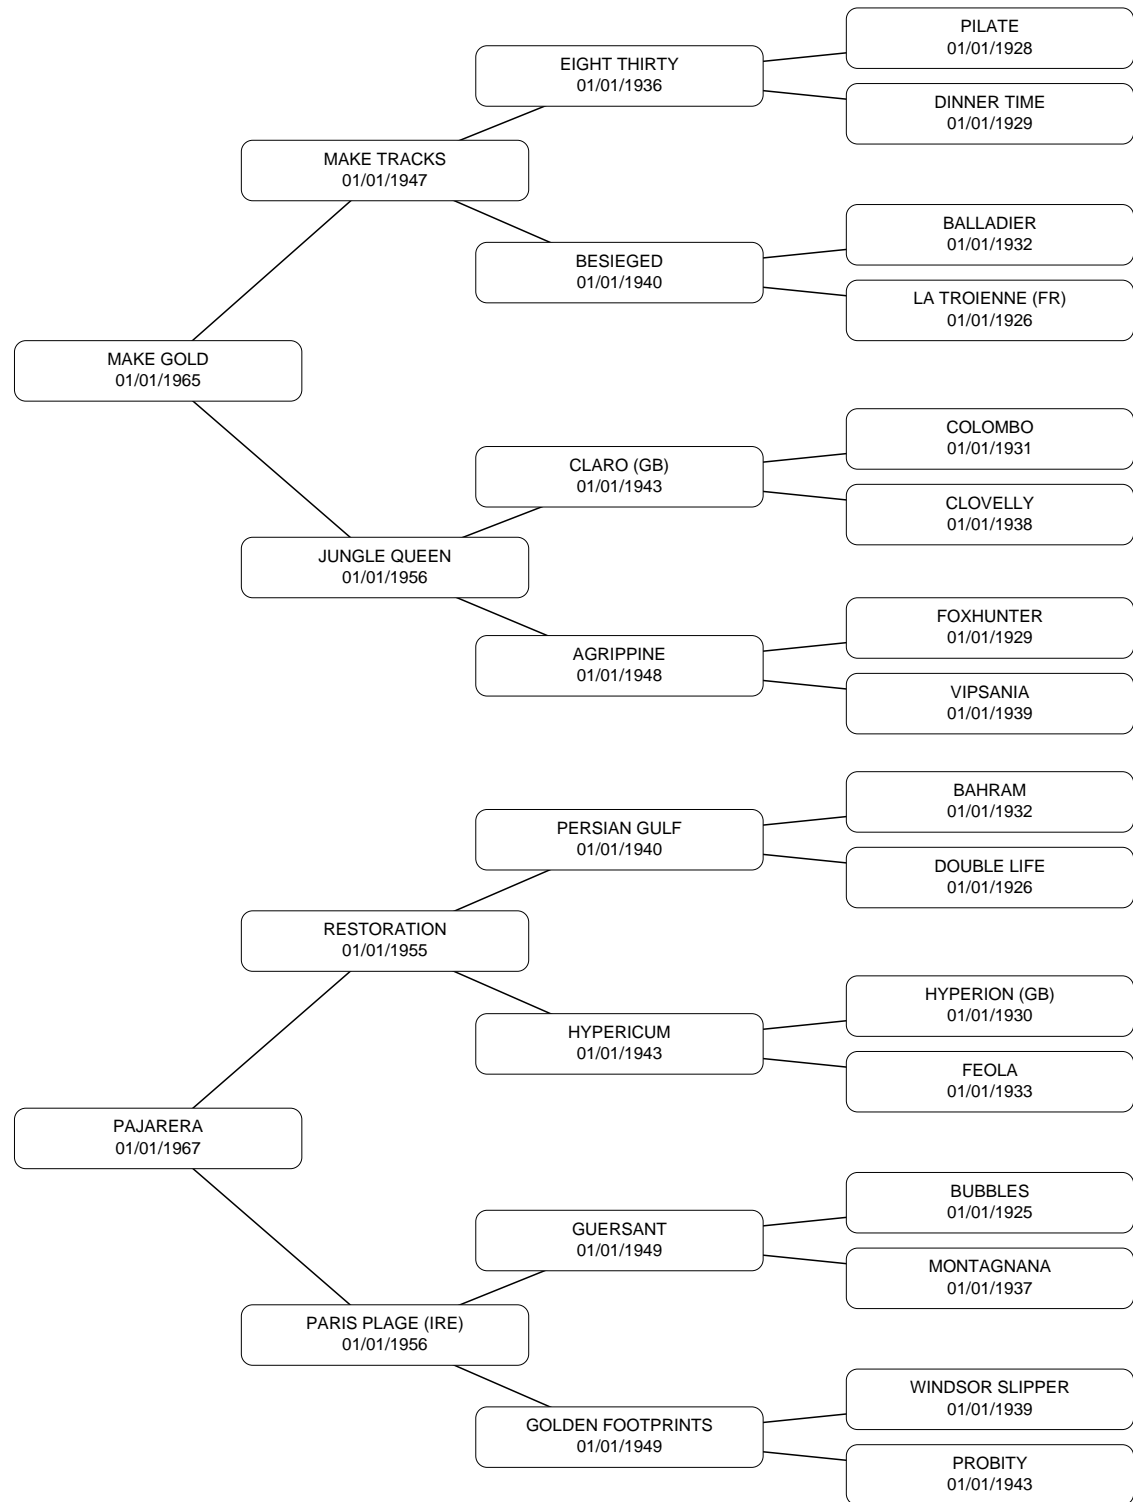 PILATE
01/01/1928
EIGHT THIRTY
01/01/1936
DINNER TIME
01/01/1929
MAKE TRACKS
01/01/1947
BALLADIER
01/01/1932
BESIEGED
01/01/1940
LA TROIENNE (FR)
01/01/1926
MAKE GOLD
01/01/1965
COLOMBO
01/01/1931
CLARO (GB)
01/01/1943
CLOVELLY
01/01/1938
JUNGLE QUEEN
01/01/1956
FOXHUNTER
01/01/1929
AGRIPPINE
01/01/1948
VIPSANIA
01/01/1939
BAHRAM
01/01/1932
PERSIAN GULF
01/01/1940
DOUBLE LIFE
01/01/1926
RESTORATION
01/01/1955
HYPERION (GB)
01/01/1930
HYPERICUM
01/01/1943
FEOLA
01/01/1933
PAJARERA
01/01/1967
BUBBLES
01/01/1925
GUERSANT
01/01/1949
MONTAGNANA
01/01/1937
PARIS PLAGE (IRE)
01/01/1956
WINDSOR SLIPPER
01/01/1939
GOLDEN FOOTPRINTS
01/01/1949
PROBITY
01/01/1943